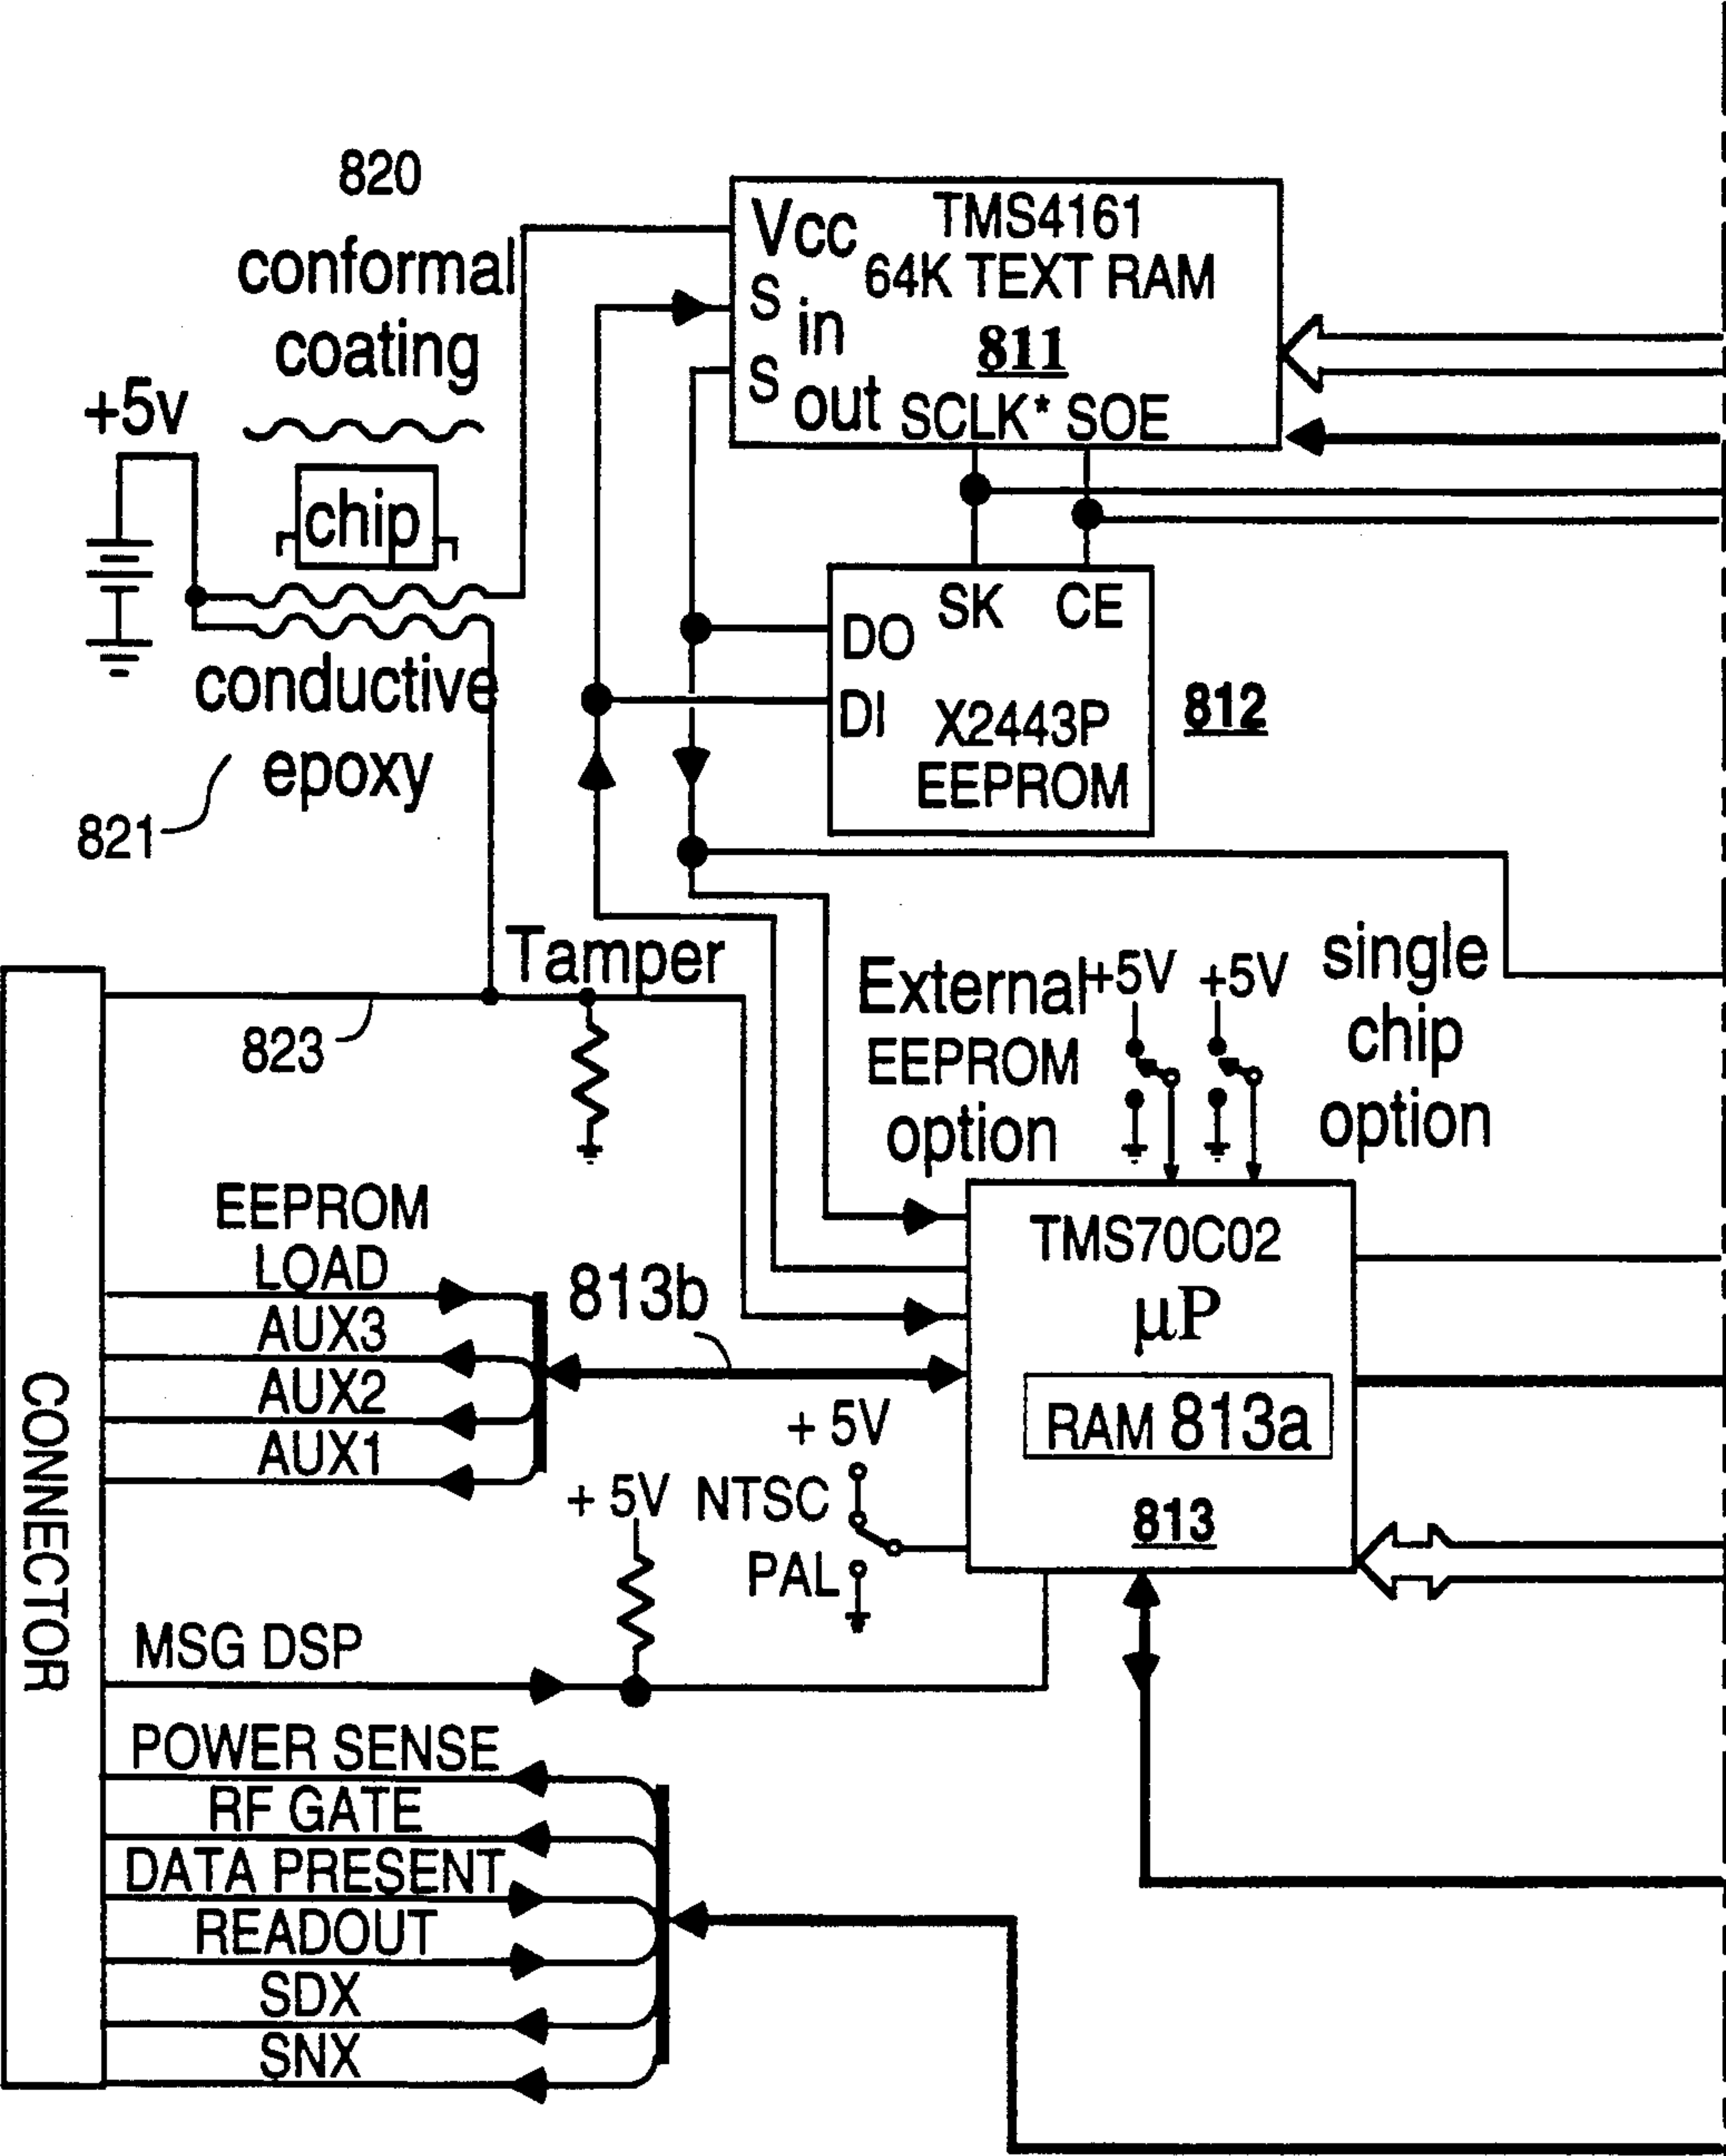 820
conformal
coating
+5v
chip
conductive
epoxy
821
Vcc TMS4161
S in 64K TEXT RAM
811
S out SCLK* SOE
SK CE
DO
DI X2443P
EEPROM
812
Tamper
823
External
EEPROM
option
+5V +5V
single
chip
option
CONNECTOR
EEPROM
LOAD
AUX3
AUX2
AUX1
813b
TMS70C02
µP
RAM 813a
813
+ 5V
NTSC
PAL
+ 5V
MSG DSP
POWER SENSE
RF GATE
DATA PRESENT
READOUT
SDX
SNX